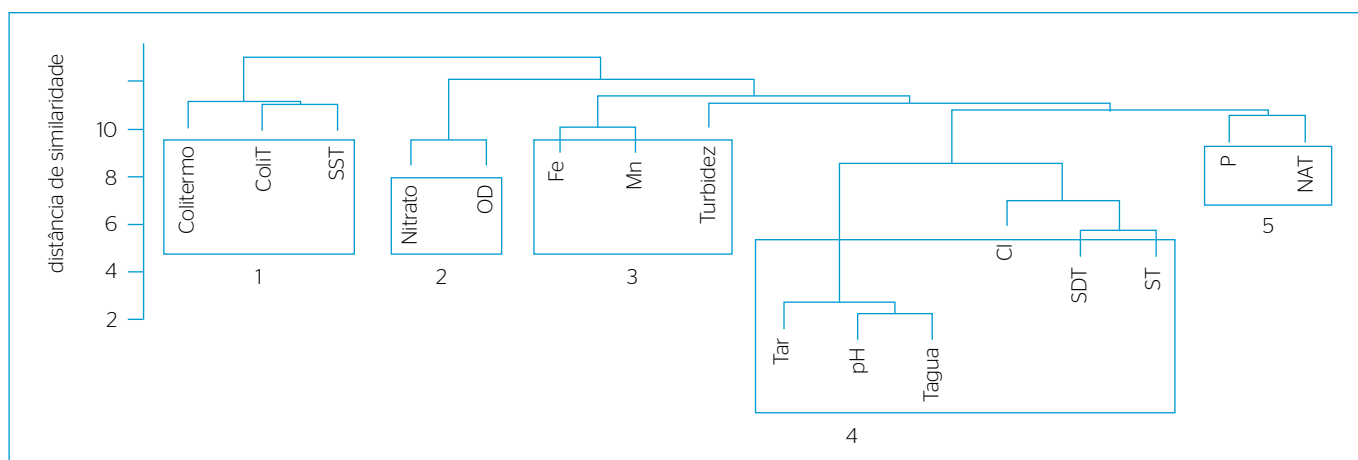 distância de similaridade
10
8
6
4
2
Colitermo
ColiT
SST
1
Nitrato
OD
2
Fe
Mn
Turbidez
3
Tar
pH
Tagua
Cl
SDT
ST
4
P
NAT
5